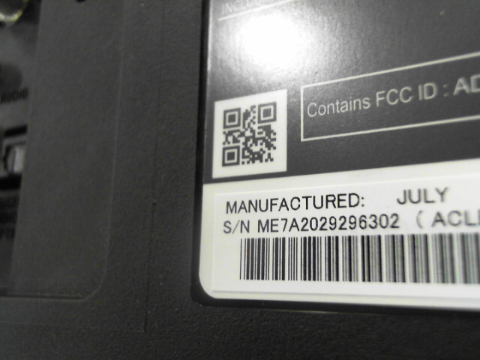 Contains FCC ID : AD
MANUFACTURED: JULY
S/N ME7A2029296302 ( ACL